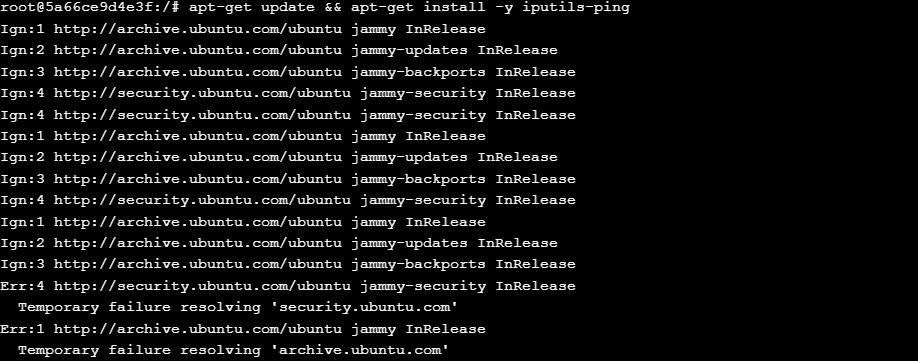 root@5a66ce9d4e3f:/# apt-get update && apt-get install -y iputils-ping
Ign:1 http://archive.ubuntu.com/ubuntu jammy InRelease
Ign:2 http://archive.ubuntu.com/ubuntu jammy-updates InRelease
Ign:3 http://archive.ubuntu.com/ubuntu jammy-backports InRelease
Ign:4 http://security.ubuntu.com/ubuntu jammy-security InRelease
Ign:4 http://security.ubuntu.com/ubuntu jammy-security InRelease
Ign:1 http://archive.ubuntu.com/ubuntu jammy InRelease
Ign:2 http://archive.ubuntu.com/ubuntu jammy-updates InRelease
Ign:3 http://archive.ubuntu.com/ubuntu jammy-backports InRelease
Ign:4 http://security.ubuntu.com/ubuntu jammy-security InRelease
Ign:1 http://archive.ubuntu.com/ubuntu jammy InRelease
Ign:2 http://archive.ubuntu.com/ubuntu jammy-updates InRelease
Ign:3 http://archive.ubuntu.com/ubuntu jammy-backports InRelease
Err:4 http://security.ubuntu.com/ubuntu jammy-security InRelease
  Temporary failure resolving 'security.ubuntu.com'
Err:1 http://archive.ubuntu.com/ubuntu jammy InRelease
  Temporary failure resolving 'archive.ubuntu.com'